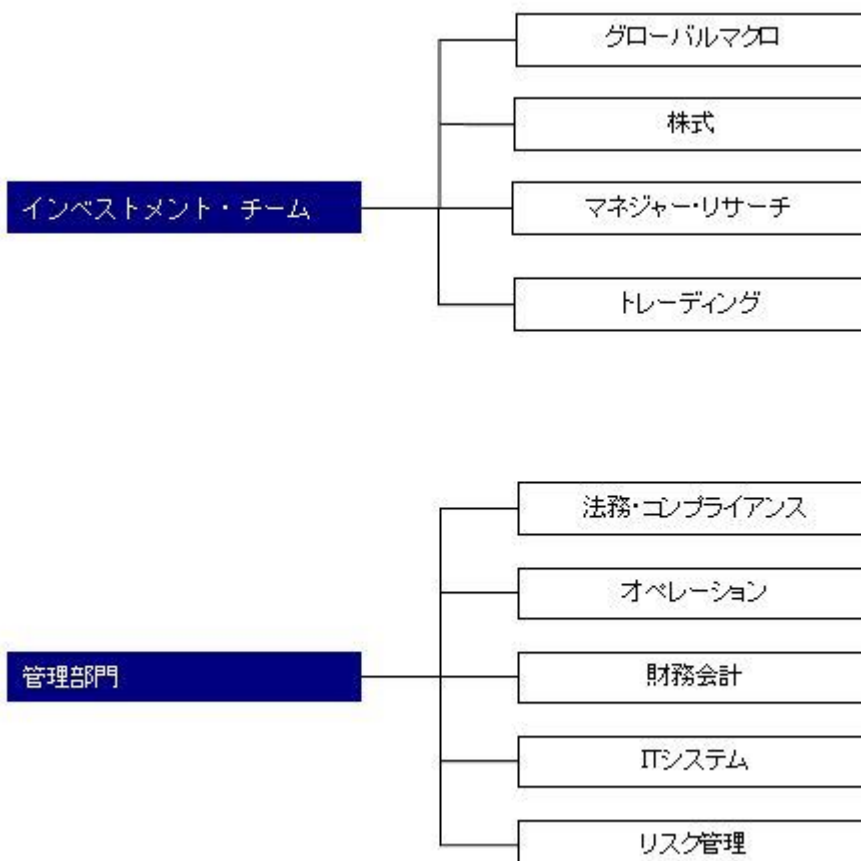 グローバルマクロ
株式
インベストメント・チーム
マネジャー・リサーチ
トレーディング
法務・コンプライアンス
オペレーション
管理部門
財務会計
ITシステム
リスク管理